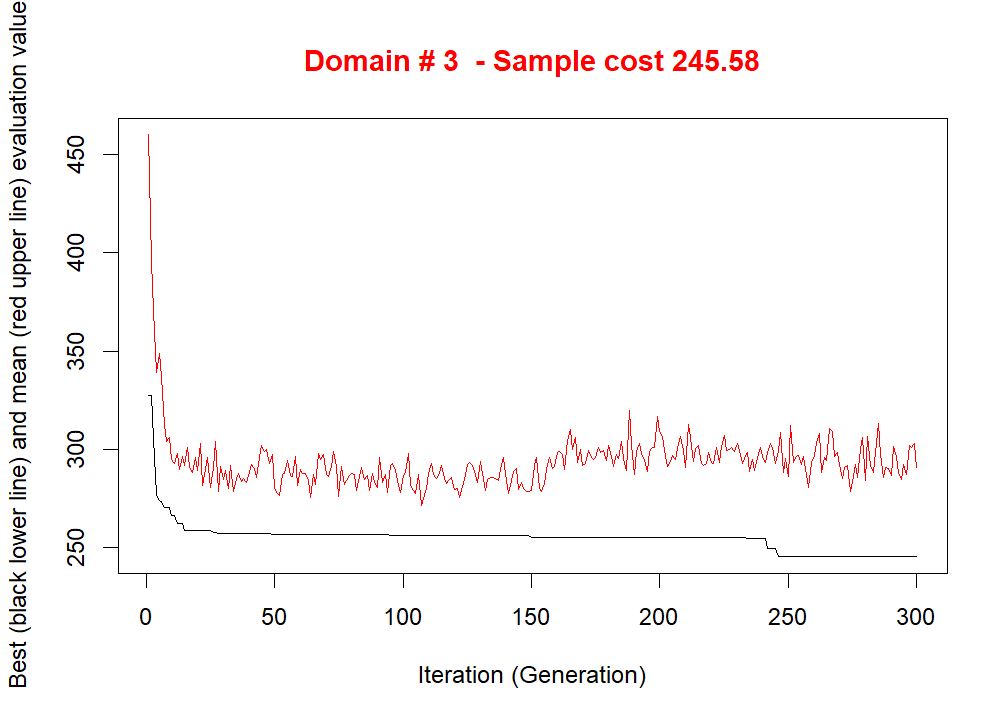 Domain # 3  - Sample cost 245.58
Best (black lower line) and mean (red upper line) evaluation value
450
400
350
300
250
0 50 100 150 200 250 300
Iteration (Generation)